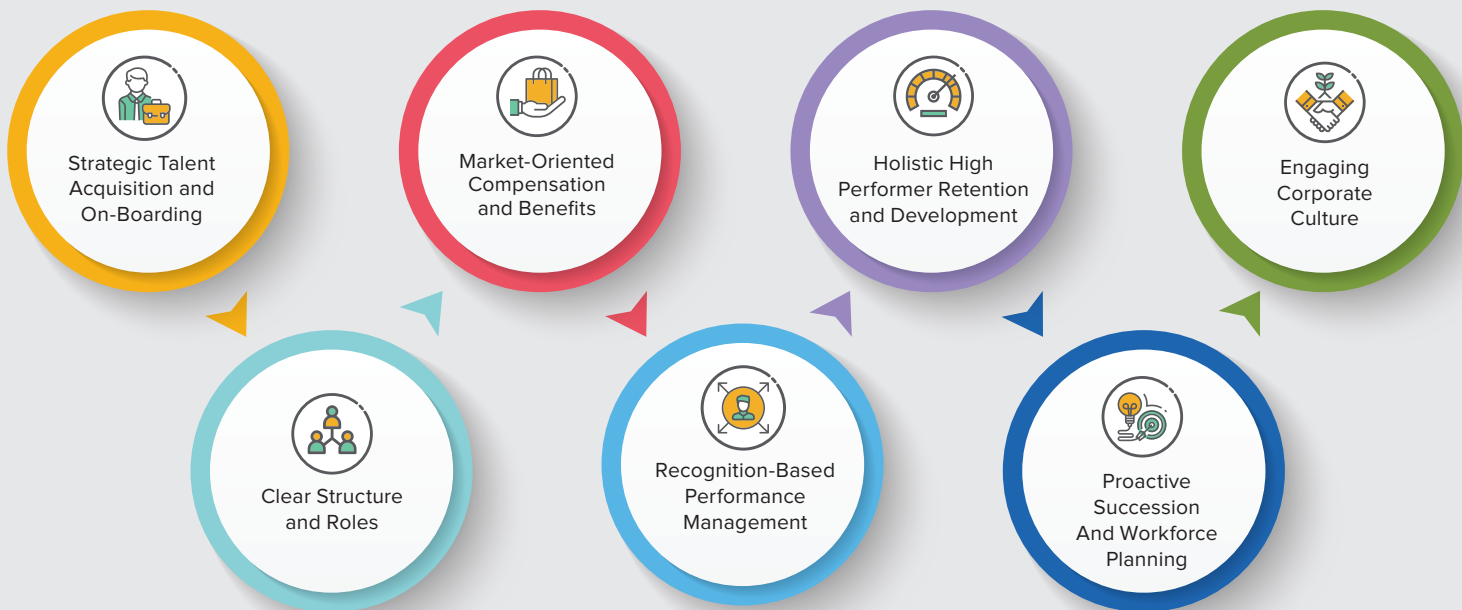 Strategic Talent
Acquisition and
On-Boarding
Clear Structure
and Roles
Market-Oriented
Compensation
and Benefits
Recognition-Based
Performance
Management
Holistic High
Performer Retention
and Development
Proactive
Succession
And Workforce
Planning
Engaging
Corporate
Culture